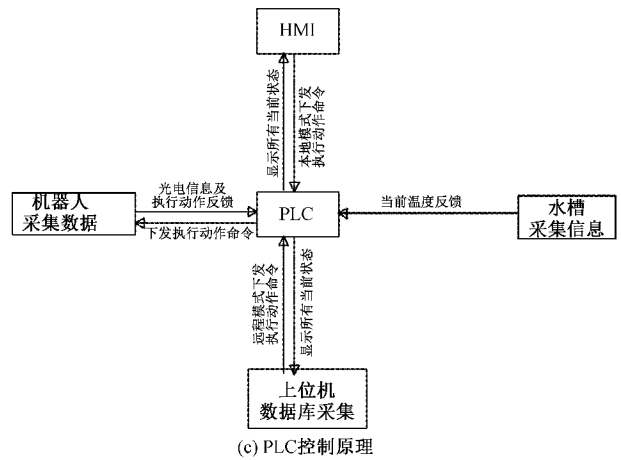 HMI
显示所有当前状态
本地模式下发
执行动作命令
光电信息及
执行动作反馈
机器人
采集数据
PLC
当前温度反馈
水槽
采集信息
下发执行动作命令
远程模式下发
执行动作命令
显示所有当前状态
上位机
数据库采集
(c) PLC控制原理